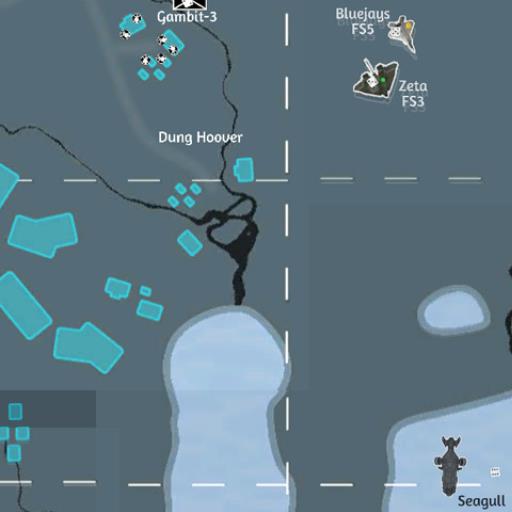 Gambit-3
Bluejays
FS5
Zeta
FS3
Dung Hoover
Seagull